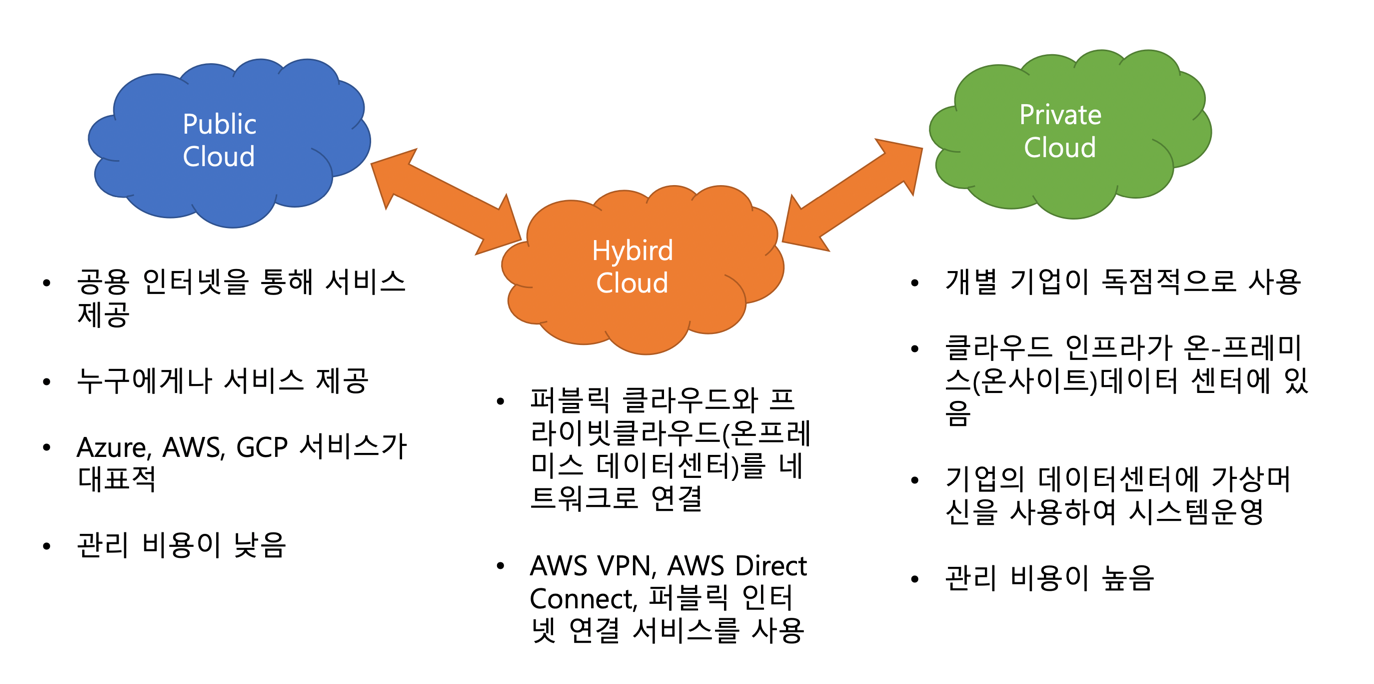 Public
Cloud
Private
Cloud
Hybird
Cloud
• 공용 인터넷을 통해 서비스
제공
• 누구에게나 서비스 제공
• Azure, AWS, GCP 서비스가
대표적
• 관리 비용이 낮음
• 퍼블릭 클라우드와 프
라이빗클라우드(온프레
미스 데이터센터)를 네
트워크로 연결
• AWS VPN, AWS Direct
Connect, 퍼블릭 인터
넷 연결 서비스를 사용
• 개별 기업이 독점적으로 사용
• 클라우드 인프라가 온-프레미
스(온사이트)데이터 센터에 있
음
• 기업의 데이터센터에 가상머
신을 사용하여 시스템운영
• 관리 비용이 높음